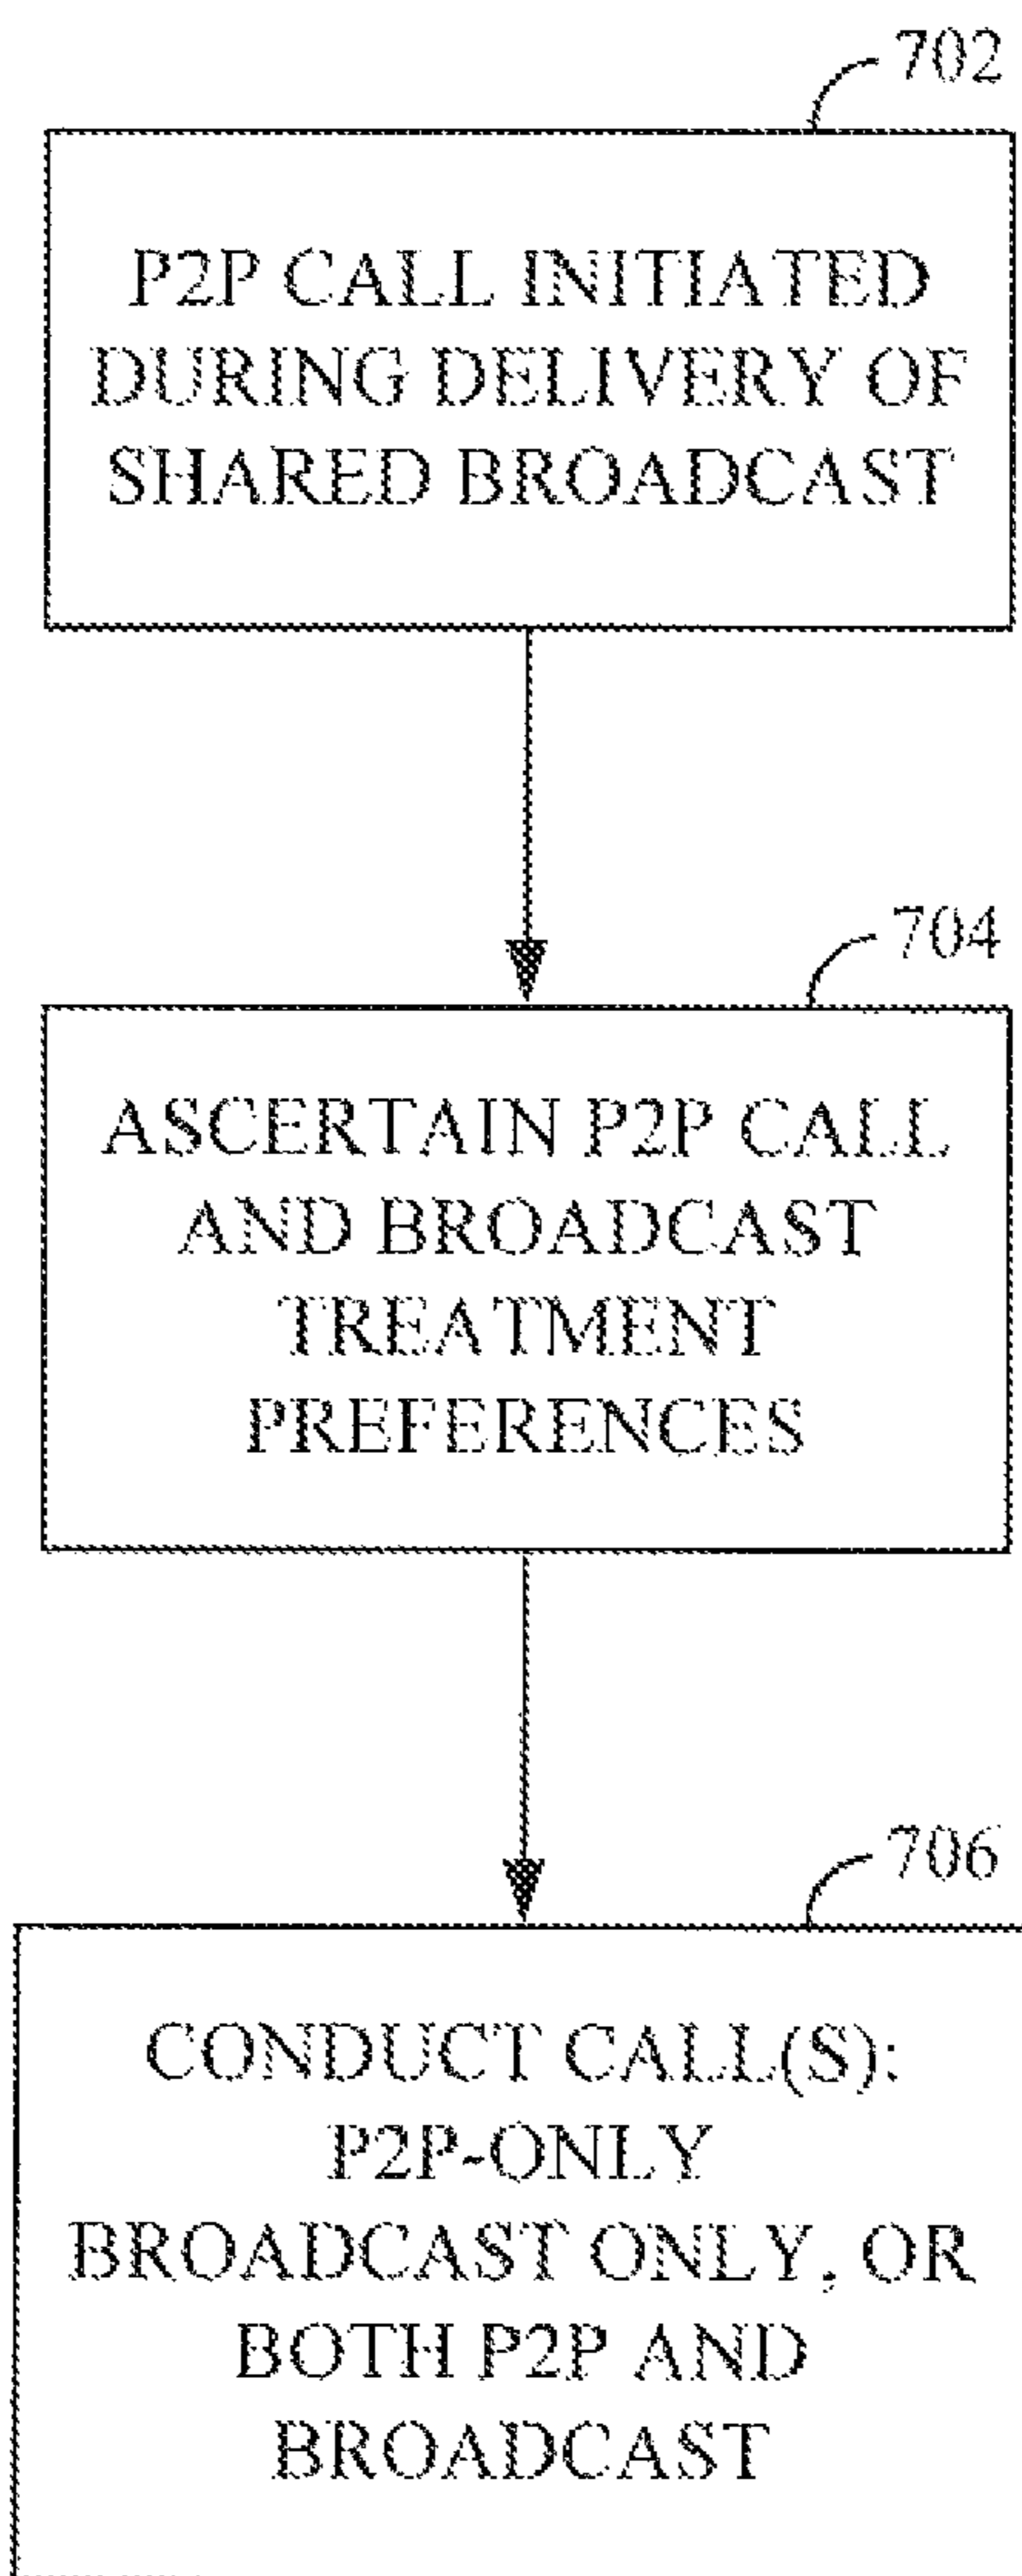 702
P2P CALL INITIATED
DURING DELIVERY OF
SHARED BROADCAST
704
ASCERTAIN P2P CALL
AND BROADCAST
TREATMENT
PREFERENCES
706
CONDUCT CALL(S):
P2P-ONLY
BROADCAST ONLY, OR
BOTH P2P AND
BROADCAST